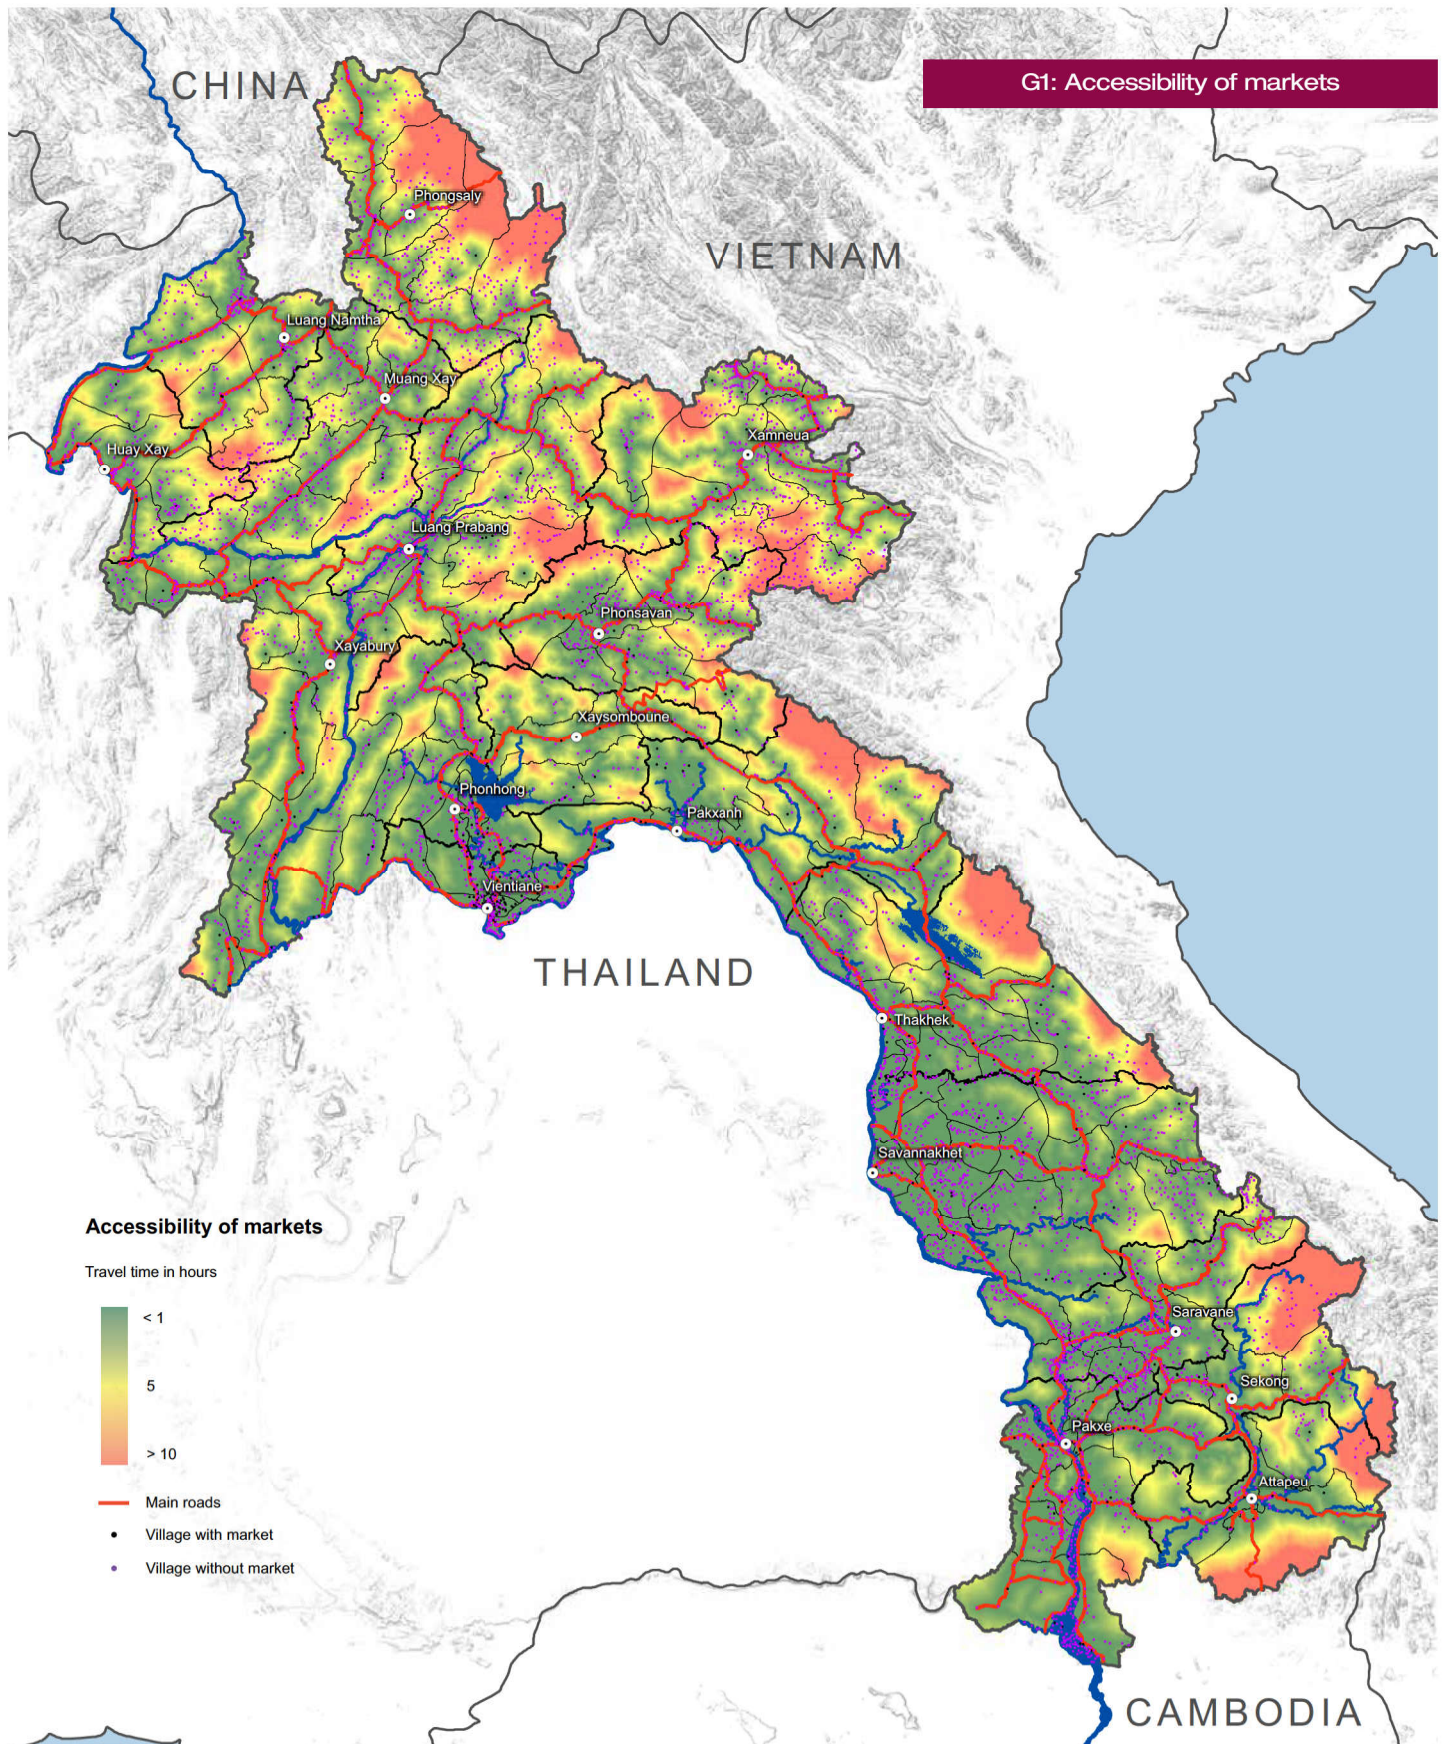 G1: Accessibility of markets
CHINA
VIETNAM
Phongsaly
Luang Namtha
Muang Xay
Xamneua
Huay Xay
Luang Prabang
Phonsavan
Xayabury
Xaysomboune
Phonhong
Pakxanh
Vientiane
THAILAND
Thakhek
Savannakhet
Accessibility of markets
Travel time in hours
< 1
5
> 10
Main roads
Village with market
Village without market
Saravane
Sekong
Pakxe
Attapeu
CAMBODIA